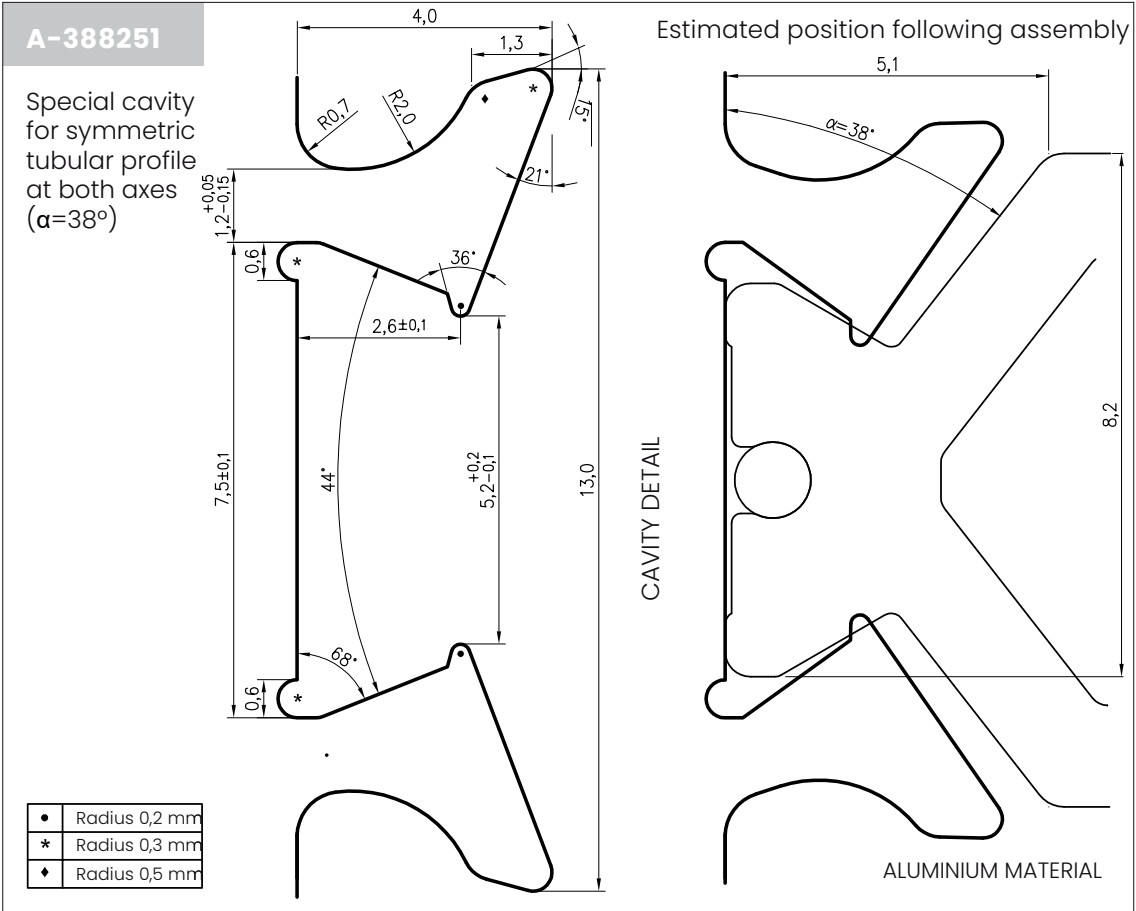 A-388251
Special cavity
for symmetric
tubular profile
at both axes
(α=38º)
4,0
1,3
15°
R0,7
R2,0
21°
+0,05
1,2-0,15
0,6
36°
2,6±0,1
7,5±0,1
44°
+0,2
5,2-0,1
13,0
68°
0,6
Radius 0,2 mm
Radius 0,3 mm
Radius 0,5 mm
CAVITY DETAIL
Estimated position following assembly
5,1
α=38°
8,2
ALUMINIUM MATERIAL